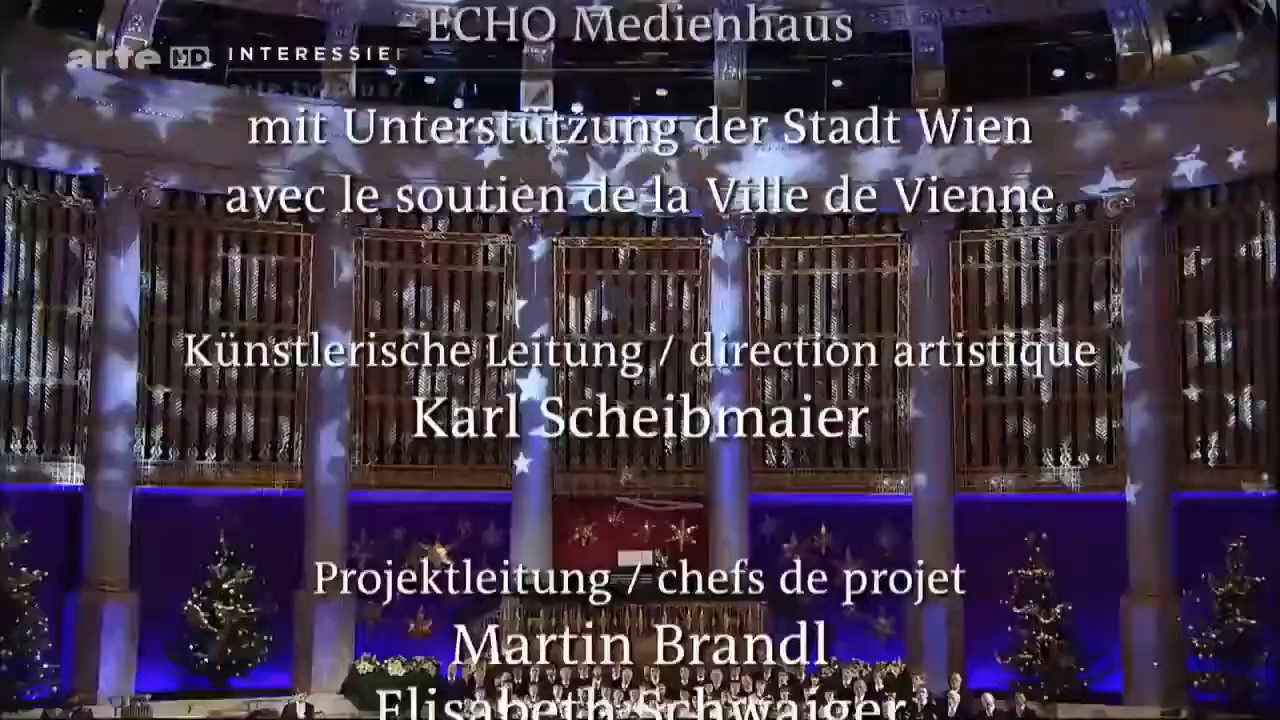 ECHO Medienhaus
arte HD INTERESSIE
mit Unterstützung der Stadt Wien
avec le soutien de la Ville de Vienne
Künstlerische Leitung / direction artistique
Karl Scheibmaier
Projektleitung / chefs de projet
Martin Brandl
Elisabeth Schwaiger